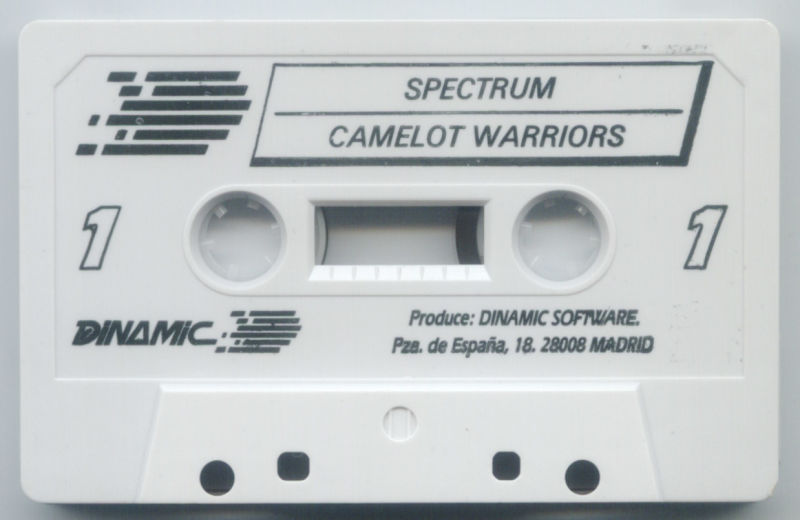 SPECTRUM
CAMELOT WARRIORS
1 1
DINAMIC
Produce: DINAMIC SOFTWARE.
Pza. de España, 18. 28008 MADRID